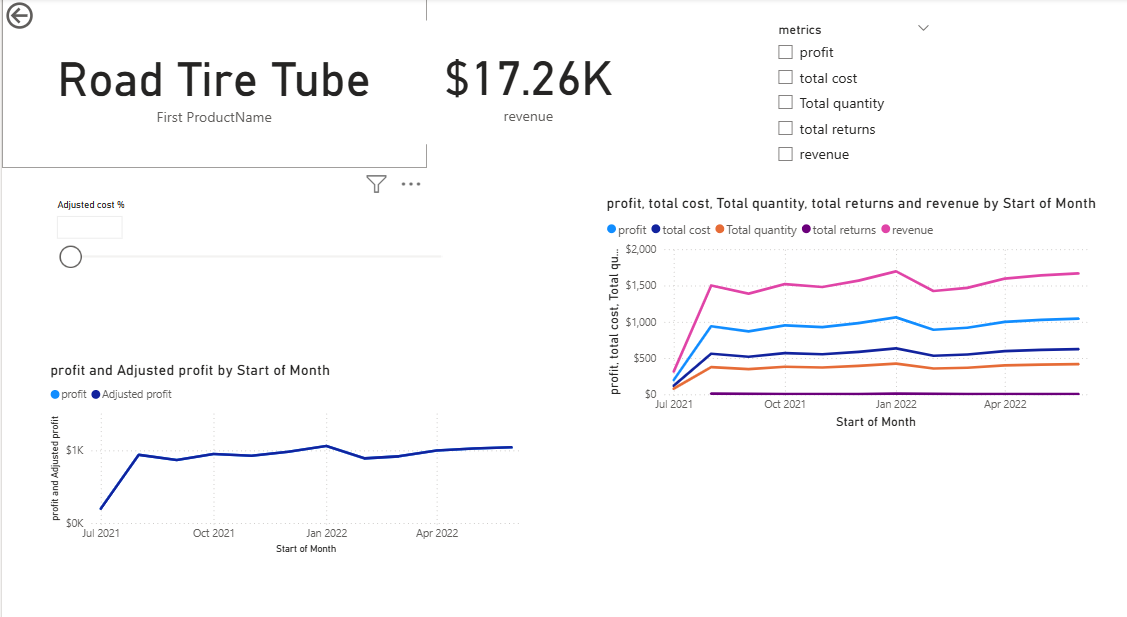 Road Tire Tube
First ProductName
$17.26K
revenue
metrics
profit
total cost
Total quantity
total returns
revenue
Adjusted cost %
profit, total cost, Total quantity, total returns and revenue by Start of Month
profit total cost Total quantity total returns revenue
profit, total cost, Total qu...
$2,000
$1,500
$1,000
$500
$0
Jul 2021 Oct 2021 Jan 2022 Apr 2022
Start of Month
profit and Adjusted profit by Start of Month
profit Adjusted profit
profit and Adjusted profit
$1K
$0K
Jul 2021 Oct 2021 Jan 2022 Apr 2022
Start of Month